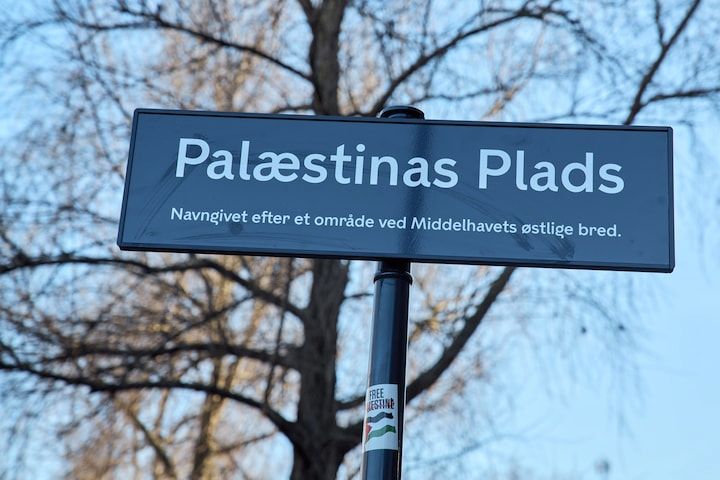 Palæstinas Plads
Navngivet efter et område ved Middelhavets østlige bred.
FREE